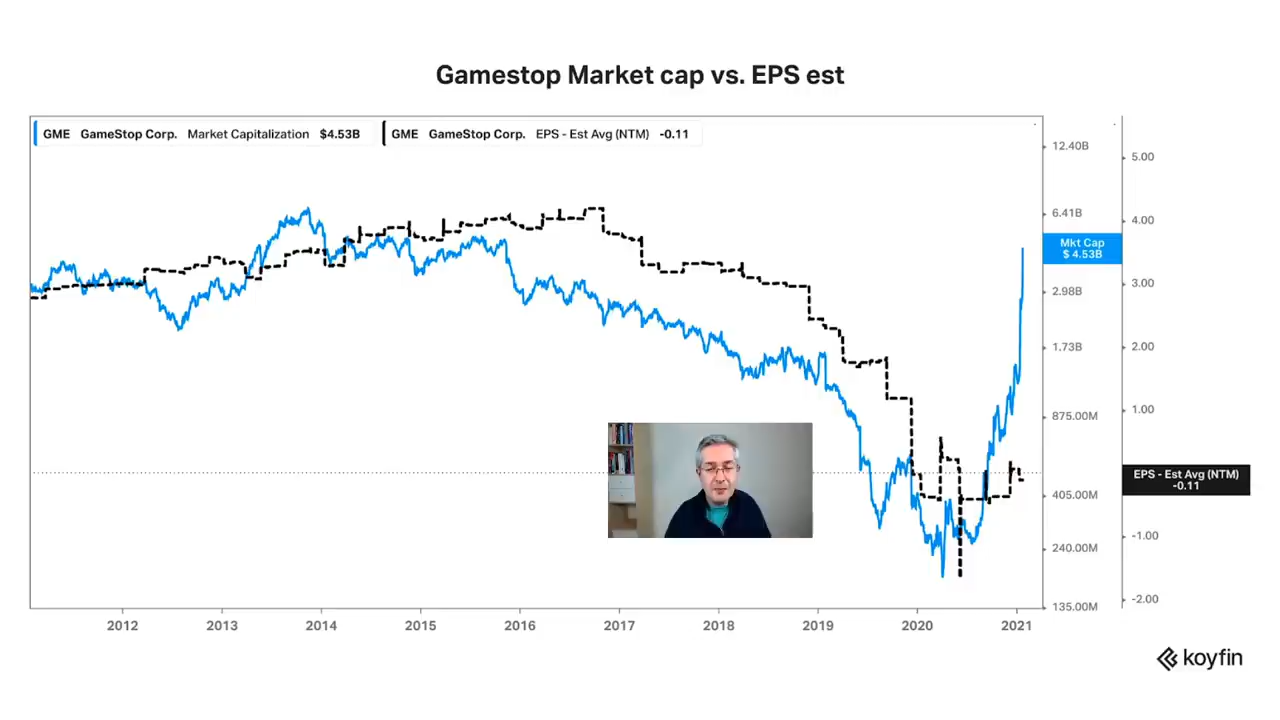 Gamestop Market cap vs. EPS est
GME GameStop Corp. Market Capitalization $4.53B GME GameStop Corp. EPS - Est Avg (NTM) -0.11
12.40B
6.41B
Mkt Cap
$ 4.53B
2.98B
1.73B
875.00M
405.00M
240.00M
135.00M
5.00
4.00
3.00
2.00
1.00
EPS - Est Avg (NTM)
-0.11
-1.00
-2.00
2012 2013 2014 2015 2016 2017 2018 2019 2020 2021
koyfin